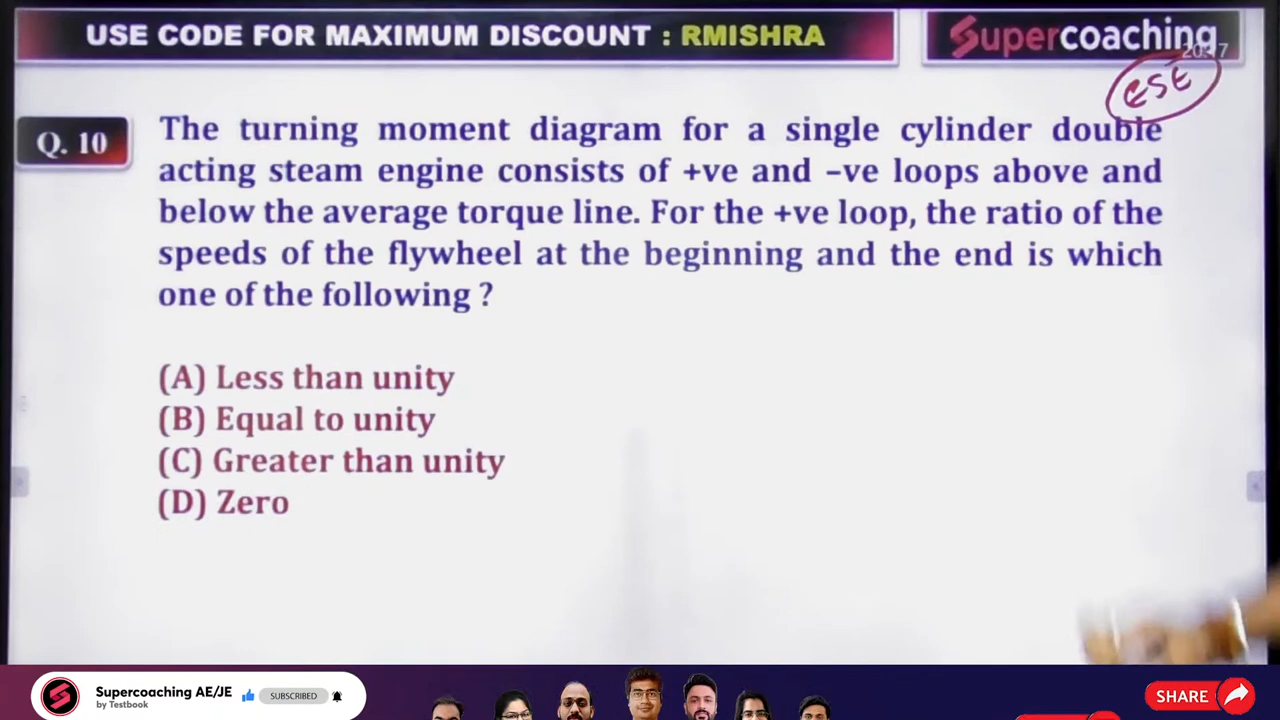 USE CODE FOR MAXIMUM DISCOUNT : RMISHRA
Supercoaching
ESE
Q. 10
The turning moment diagram for a single cylinder double
acting steam engine consists of +ve and −ve loops above and
below the average torque line. For the +ve loop, the ratio of the
speeds of the flywheel at the beginning and the end is which
one of the following ?
(A) Less than unity
(B) Equal to unity
(C) Greater than unity
(D) Zero
Supercoaching AE/JE
by Testbook
SUBSCRIBED
SHARE